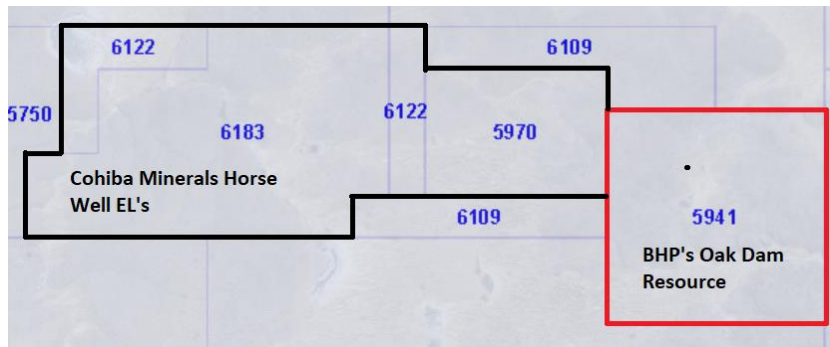 6122
6109
5750
6183
6122
5970
Cohiba Minerals Horse
Well EL's
6109
5941
BHP's Oak Dam
Resource